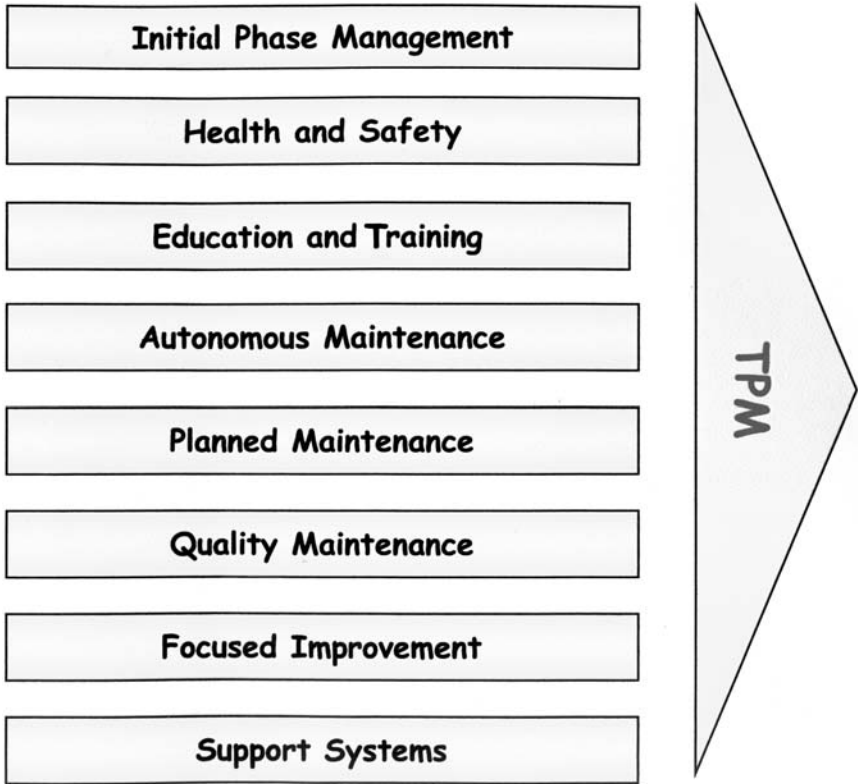 Initial Phase Management
Health and Safety
Education and Training
Autonomous Maintenance
Planned Maintenance
Quality Maintenance
Focused Improvement
Support Systems
TPM